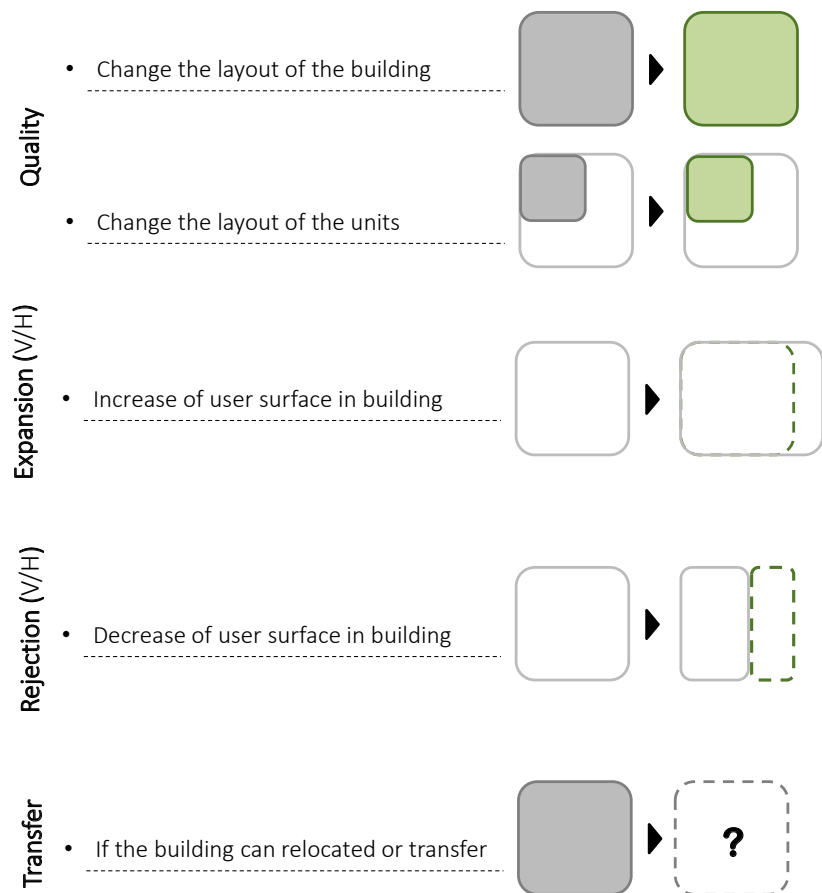 Quality
• Change the layout of the building
• Change the layout of the units
Expansion (V/H)
• Increase of user surface in building
Rejection (V/H)
• Decrease of user surface in building
Transfer
• If the building can relocated or transfer
?